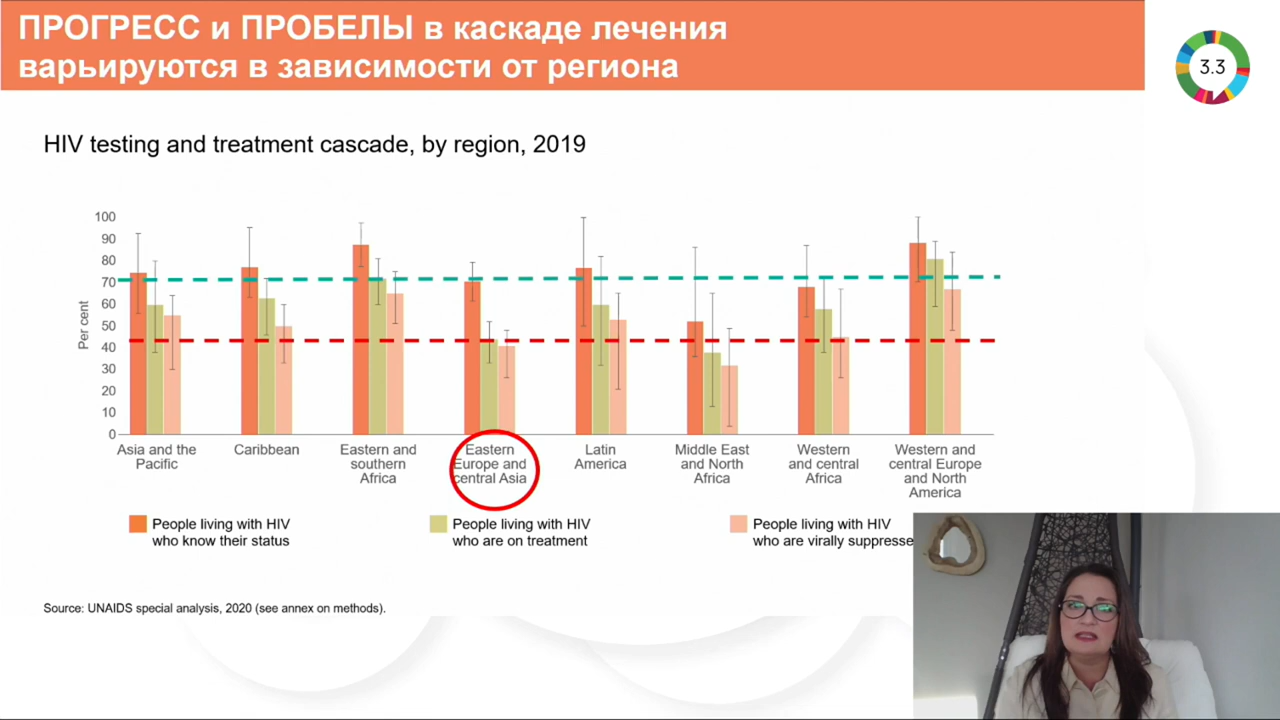 ПРОГРЕСС и ПРОБЕЛЫ в каскаде лечения
варьируются в зависимости от региона
3.3
HIV testing and treatment cascade, by region, 2019
Per cent
100
90
80
70
60
50
40
30
20
10
0
Asia and the
Pacific
Caribbean
Eastern and
southern
Africa
Eastern
Europe and
central Asia
Latin
America
Middle East
and North
Africa
Western
and central
Africa
Western and
central Europe
and North
America
People living with HIV
who know their status
People living with HIV
who are on treatment
People living with HIV
who are virally suppresse
Source: UNAIDS special analysis, 2020 (see annex on methods).